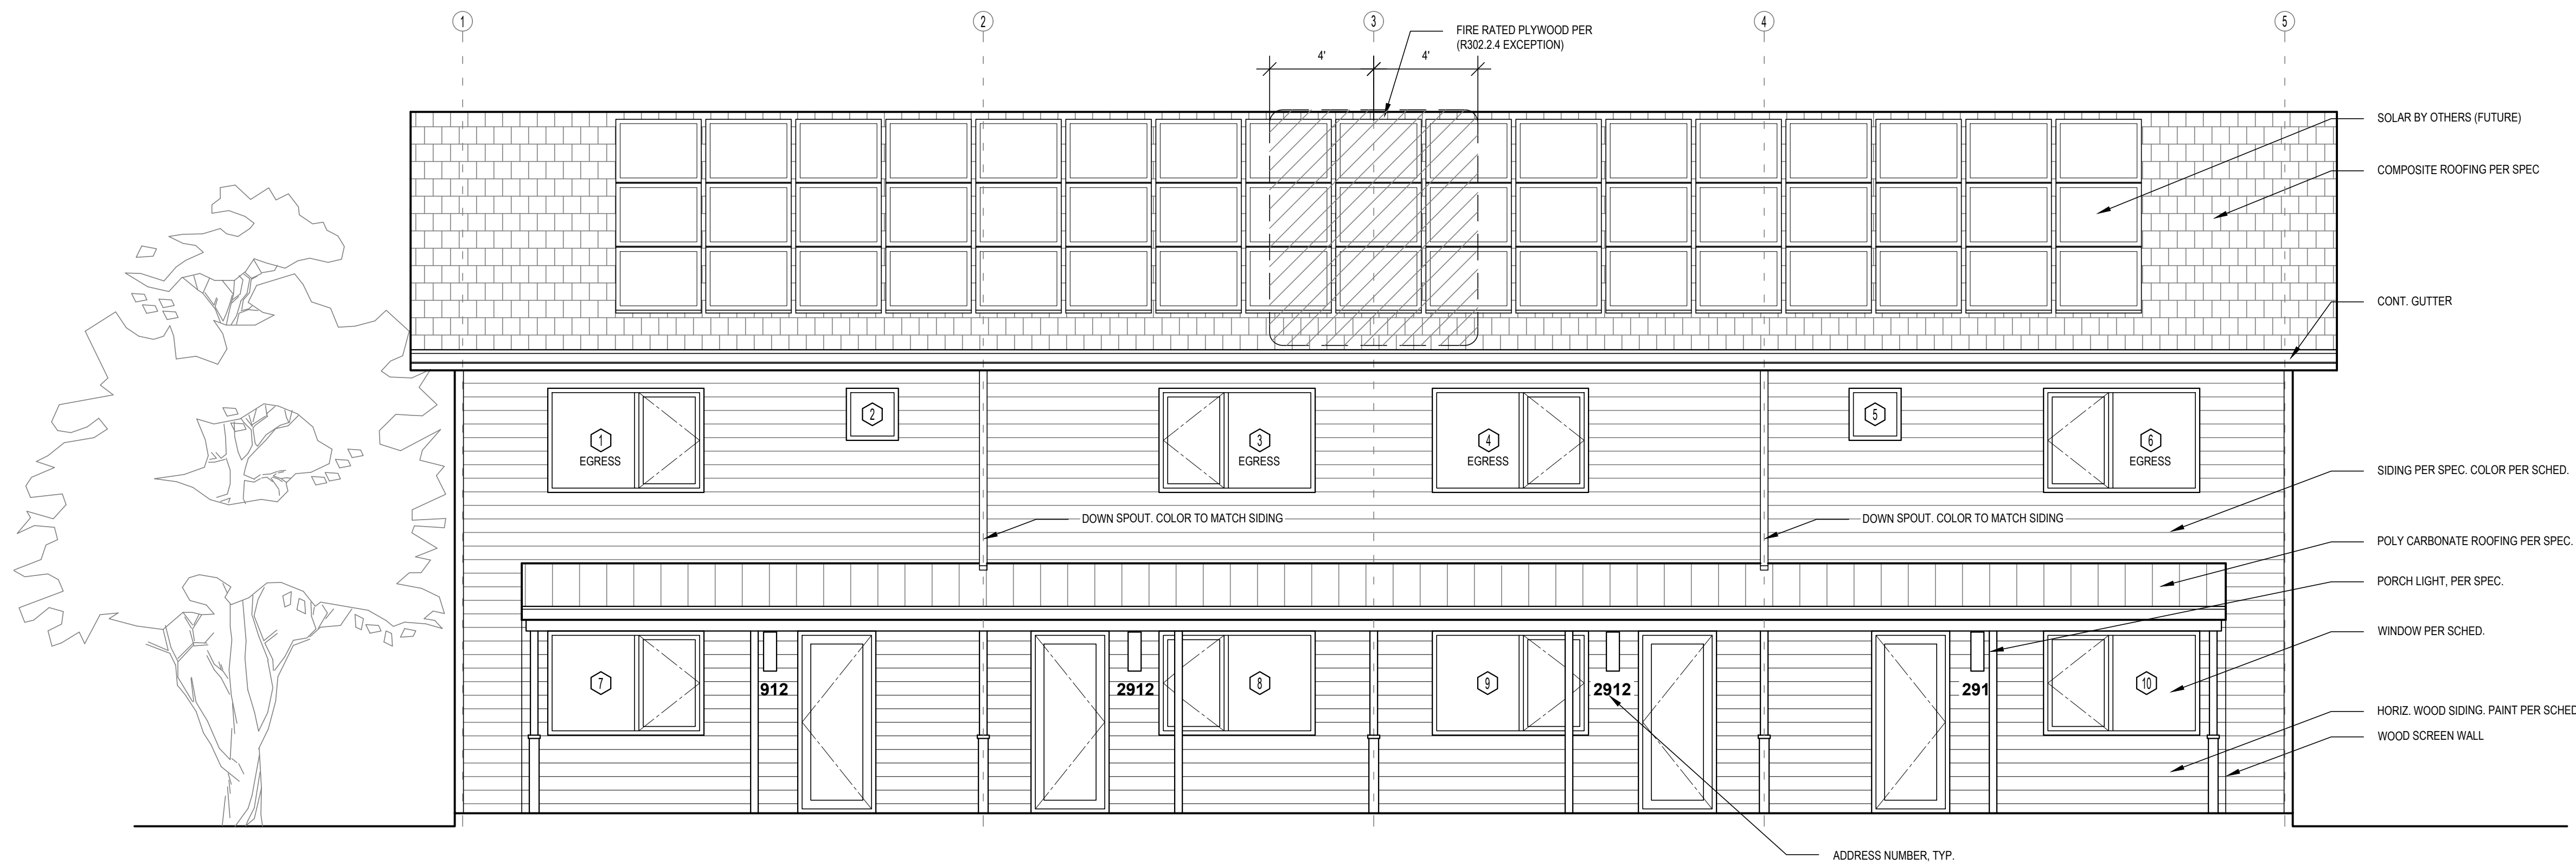 1
2
3
4
5
FIRE RATED PLYWOOD PER
(R302.2.4 EXCEPTION)
4'
4'
SOLAR BY OTHERS (FUTURE)
COMPOSITE ROOFING PER SPEC
CONT. GUTTER
1
EGRESS
2
3
EGRESS
4
EGRESS
5
6
EGRESS
SIDING PER SPEC. COLOR PER SCHED.
DOWN SPOUT. COLOR TO MATCH SIDING
DOWN SPOUT. COLOR TO MATCH SIDING
POLY CARBONATE ROOFING PER SPEC.
PORCH LIGHT, PER SPEC.
WINDOW PER SCHED.
7
912
2912
8
9
2912
291
10
HORIZ. WOOD SIDING. PAINT PER SCHED
WOOD SCREEN WALL
ADDRESS NUMBER, TYP.